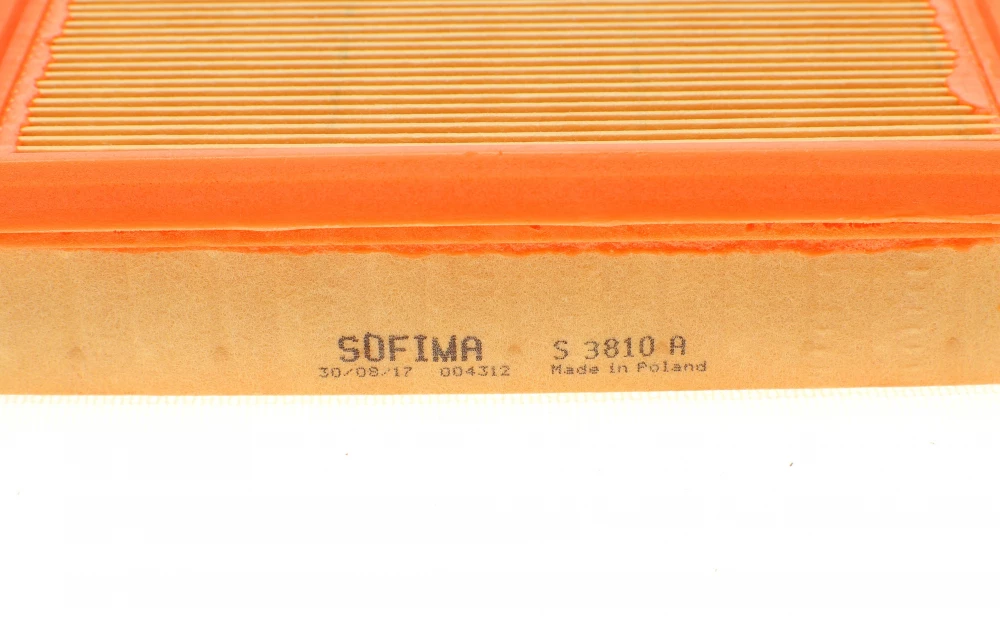 SOFIMA S 3810 A
30/08/17 004312 Made in Poland